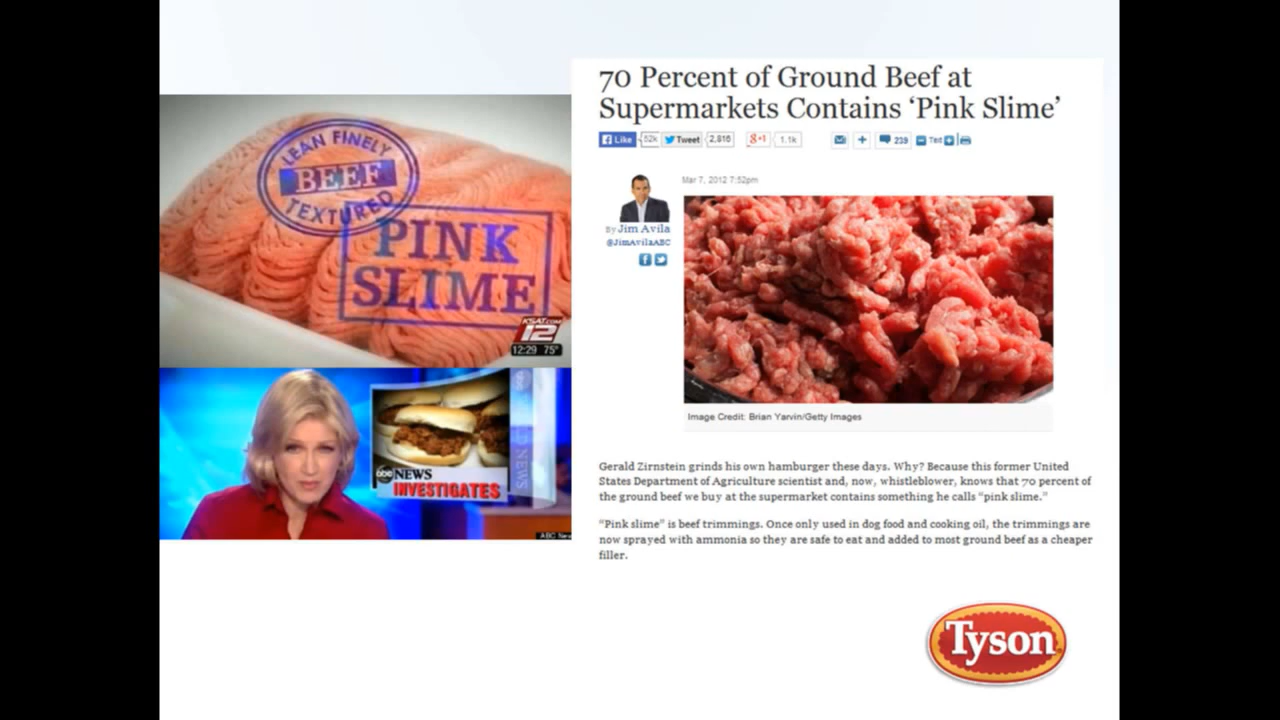 70 Percent of Ground Beef at
Supermarkets Contains ‘Pink Slime’
Like 52k Tweet 2,816 +1 1.1k 239 Text
Mar 7, 2012 7:52pm
By Jim Avila
@JimAvilaABC
Image Credit: Brian Yarvin/Getty Images
Gerald Zirnstein grinds his own hamburger these days. Why? Because this former United
States Department of Agriculture scientist and, now, whistleblower, knows that 70 percent of
the ground beef we buy at the supermarket contains something he calls “pink slime.”
“Pink slime” is beef trimmings. Once only used in dog food and cooking oil, the trimmings are
now sprayed with ammonia so they are safe to eat and added to most ground beef as a cheaper
filler.
LEAN FINELY
BEEF
TEXTURED
PINK
SLIME
KSAT.com
12
12:29 75°
abc NEWS
INVESTIGATES
NEWS
ABC News
Tyson